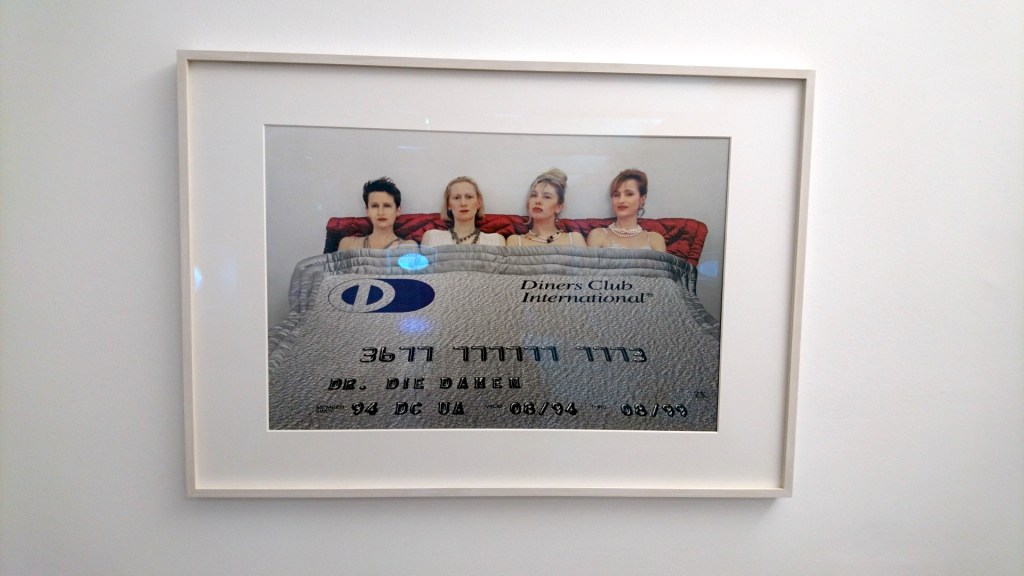 Diners Club
International®
3677 777777 7773
DR. DIE DAMEN
94 DC UA 08/94 08/99